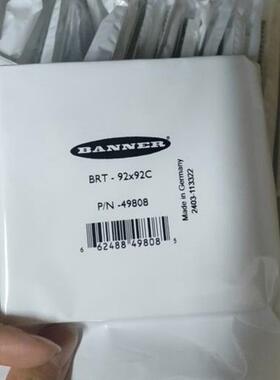 BANNER
BRT - 92x92C
P/N -49808
6 62488 49808 5
Made in Germany
2403-113322